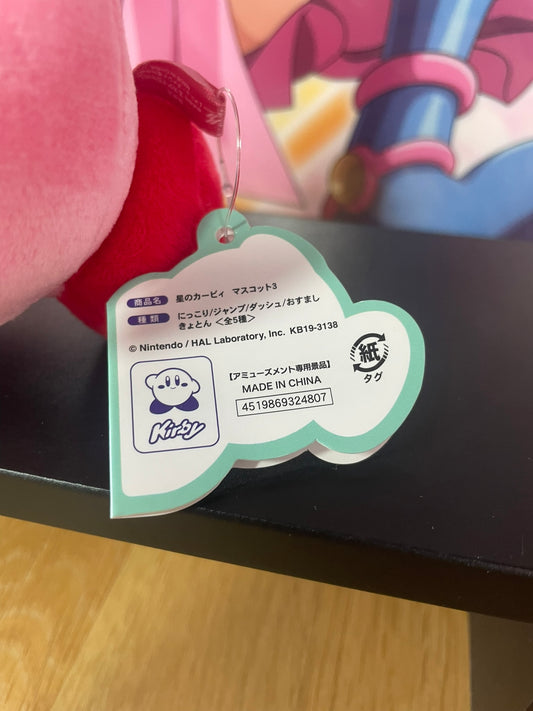 商品名 星のカービィ マスコット3
種類 にっこり/ジャンプ/ダッシュ/おすまし
きょとん <全5種>
© Nintendo / HAL Laboratory, Inc. KB19-3138
紙
タグ
【アミューズメント専用景品】
MADE IN CHINA
4519869324807
Kirby